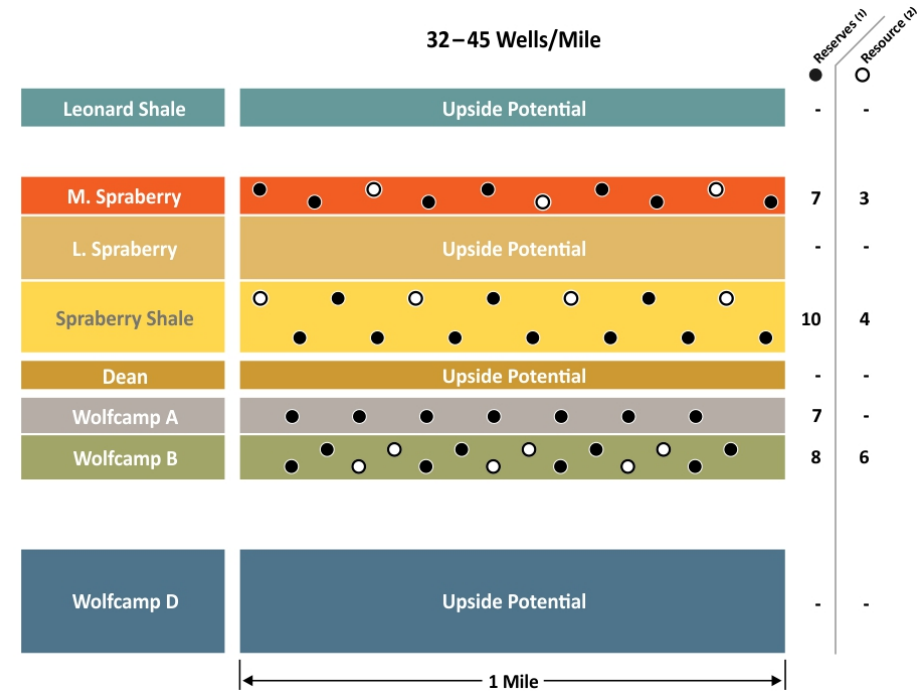 32–45 Wells/Mile
Reserves (1)
Resource (2)
Leonard Shale Upside Potential - -
M. Spraberry 7 3
L. Spraberry Upside Potential - -
Spraberry Shale 10 4
Dean Upside Potential - -
Wolfcamp A 7 -
Wolfcamp B 8 6
Wolfcamp D Upside Potential - -
1 Mile